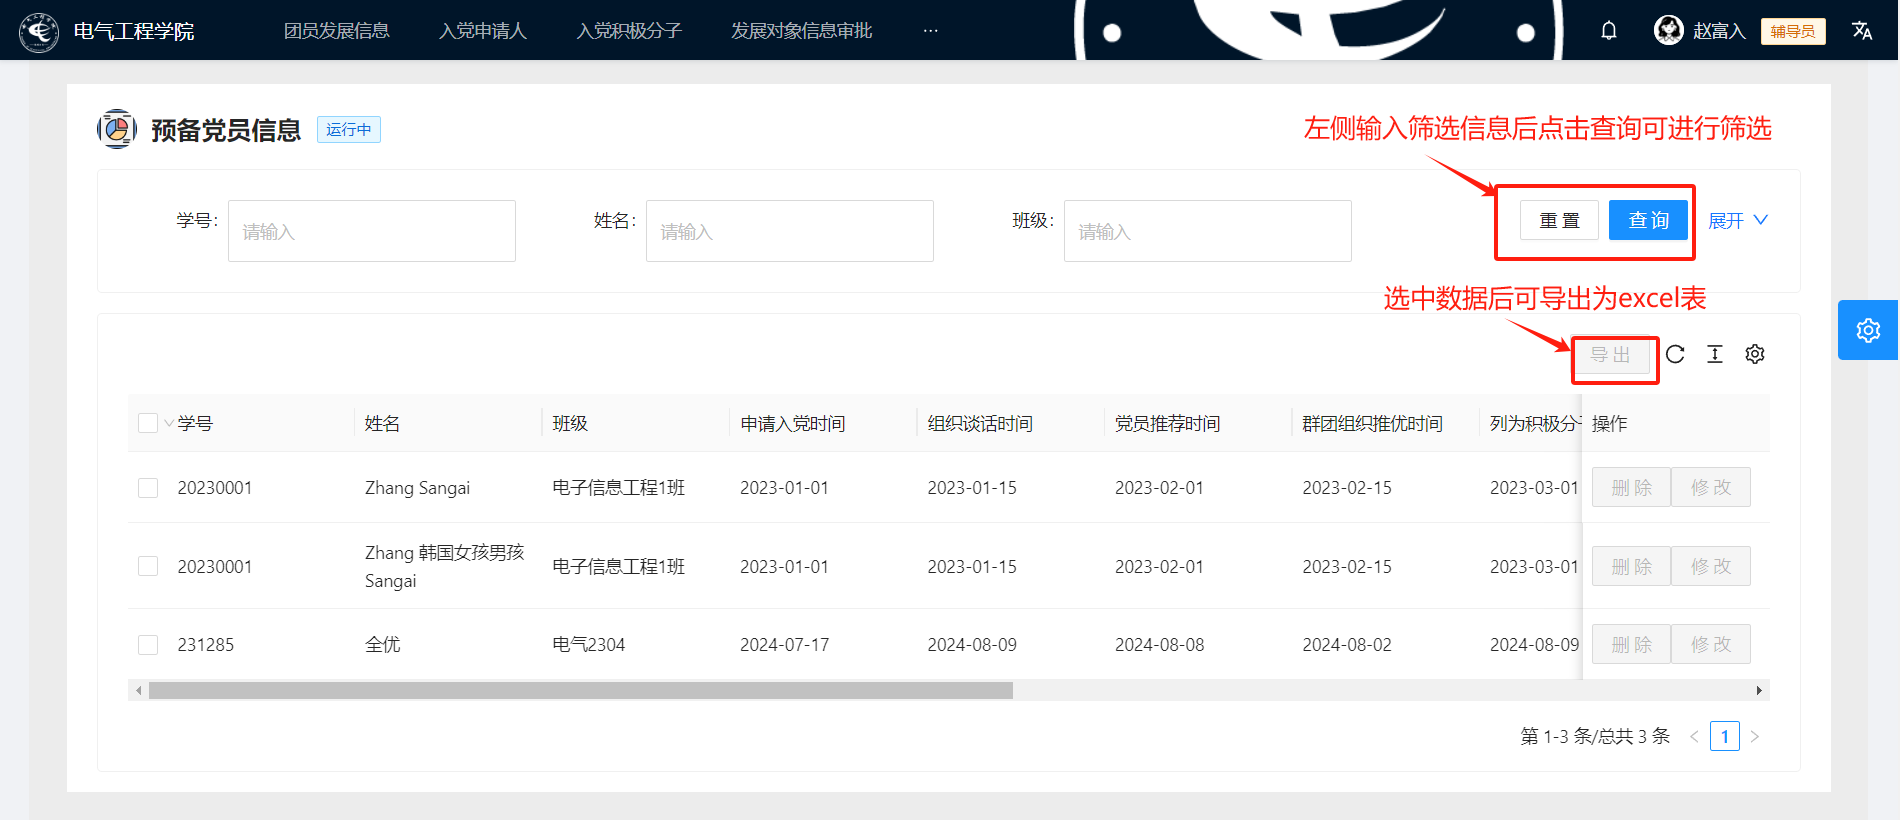 电气工程学院 团员发展信息 入党申请人 入党积极分子 发展对象信息审批 ··· 赵富入 辅导员
预备党员信息 运行中
左侧输入筛选信息后点击查询可进行筛选
学号: 请输入 姓名: 请输入 班级: 请输入 重置 查询 展开
选中数据后可导出为excel表
导出
学号 姓名 班级 申请入党时间 组织谈话时间 党员推荐时间 群团组织推优时间 列为积极分 操作
20230001 Zhang Sangai 电子信息工程1班 2023-01-01 2023-01-15 2023-02-01 2023-02-15 2023-03-01 删除 修改
20230001 Zhang 韩国女孩男孩 电子信息工程1班 2023-01-01 2023-01-15 2023-02-01 2023-02-15 2023-03-01 删除 修改
Sangai
231285 全优 电气2304 2024-07-17 2024-08-09 2024-08-08 2024-08-02 2024-08-09 删除 修改
第 1-3 条/总共 3 条 < 1 >